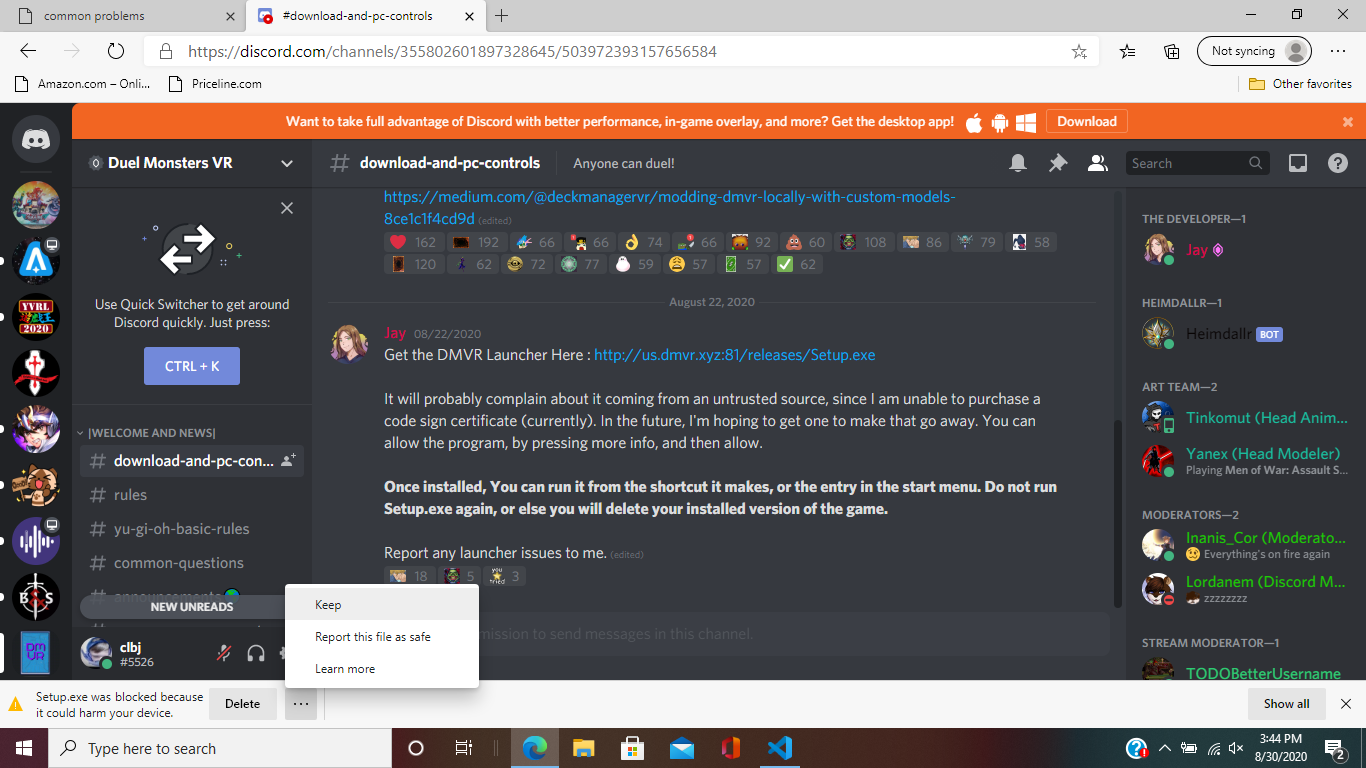 common problems
#download-and-pc-controls
https://discord.com/channels/355802601897328645/503972393157656584
Not syncing
Amazon.com – Onli...
Priceline.com
Other favorites
Want to take full advantage of Discord with better performance, in-game overlay, and more? Get the desktop app!
Download
Duel Monsters VR
download-and-pc-controls
Anyone can duel!
Search
Use Quick Switcher to get around
Discord quickly. Just press:
CTRL + K
|WELCOME AND NEWS|
download-and-pc-con...
rules
yu-gi-oh-basic-rules
common-questions
announcements
NEW UNREADS
clbj
#5526
YVRL
2020
BS
DM
VR
https://medium.com/@deckmanagervr/modding-dmvr-locally-with-custom-models-
8ce1c1f4cd9d (edited)
162 192 66 66 74 66 92 60 108 86 79 58
120 62 72 77 59 57 57 62
August 22, 2020
Jay 08/22/2020
Get the DMVR Launcher Here : http://us.dmvr.xyz:81/releases/Setup.exe
It will probably complain about it coming from an untrusted source, since I am unable to purchase a
code sign certificate (currently). In the future, I'm hoping to get one to make that go away. You can
allow the program, by pressing more info, and then allow.
Once installed, You can run it from the shortcut it makes, or the entry in the start menu. Do not run
Setup.exe again, or else you will delete your installed version of the game.
Report any launcher issues to me. (edited)
18 5 3
mission to send messages in this channel.
Keep
Report this file as safe
Learn more
THE DEVELOPER—1
Jay
HEIMDALLR—1
Heimdallr BOT
ART TEAM—2
Tinkomut (Head Anim...
Yanex (Head Modeler)
Playing Men of War: Assault S...
MODERATORS—2
Inanis_Cor (Moderato...
Everything's on fire again
Lordanem (Discord M...
zzzzzzzz
STREAM MODERATOR—1
TODOBetterUsername
Setup.exe was blocked because
it could harm your device.
Delete
Show all
Type here to search
3:44 PM
8/30/2020
2